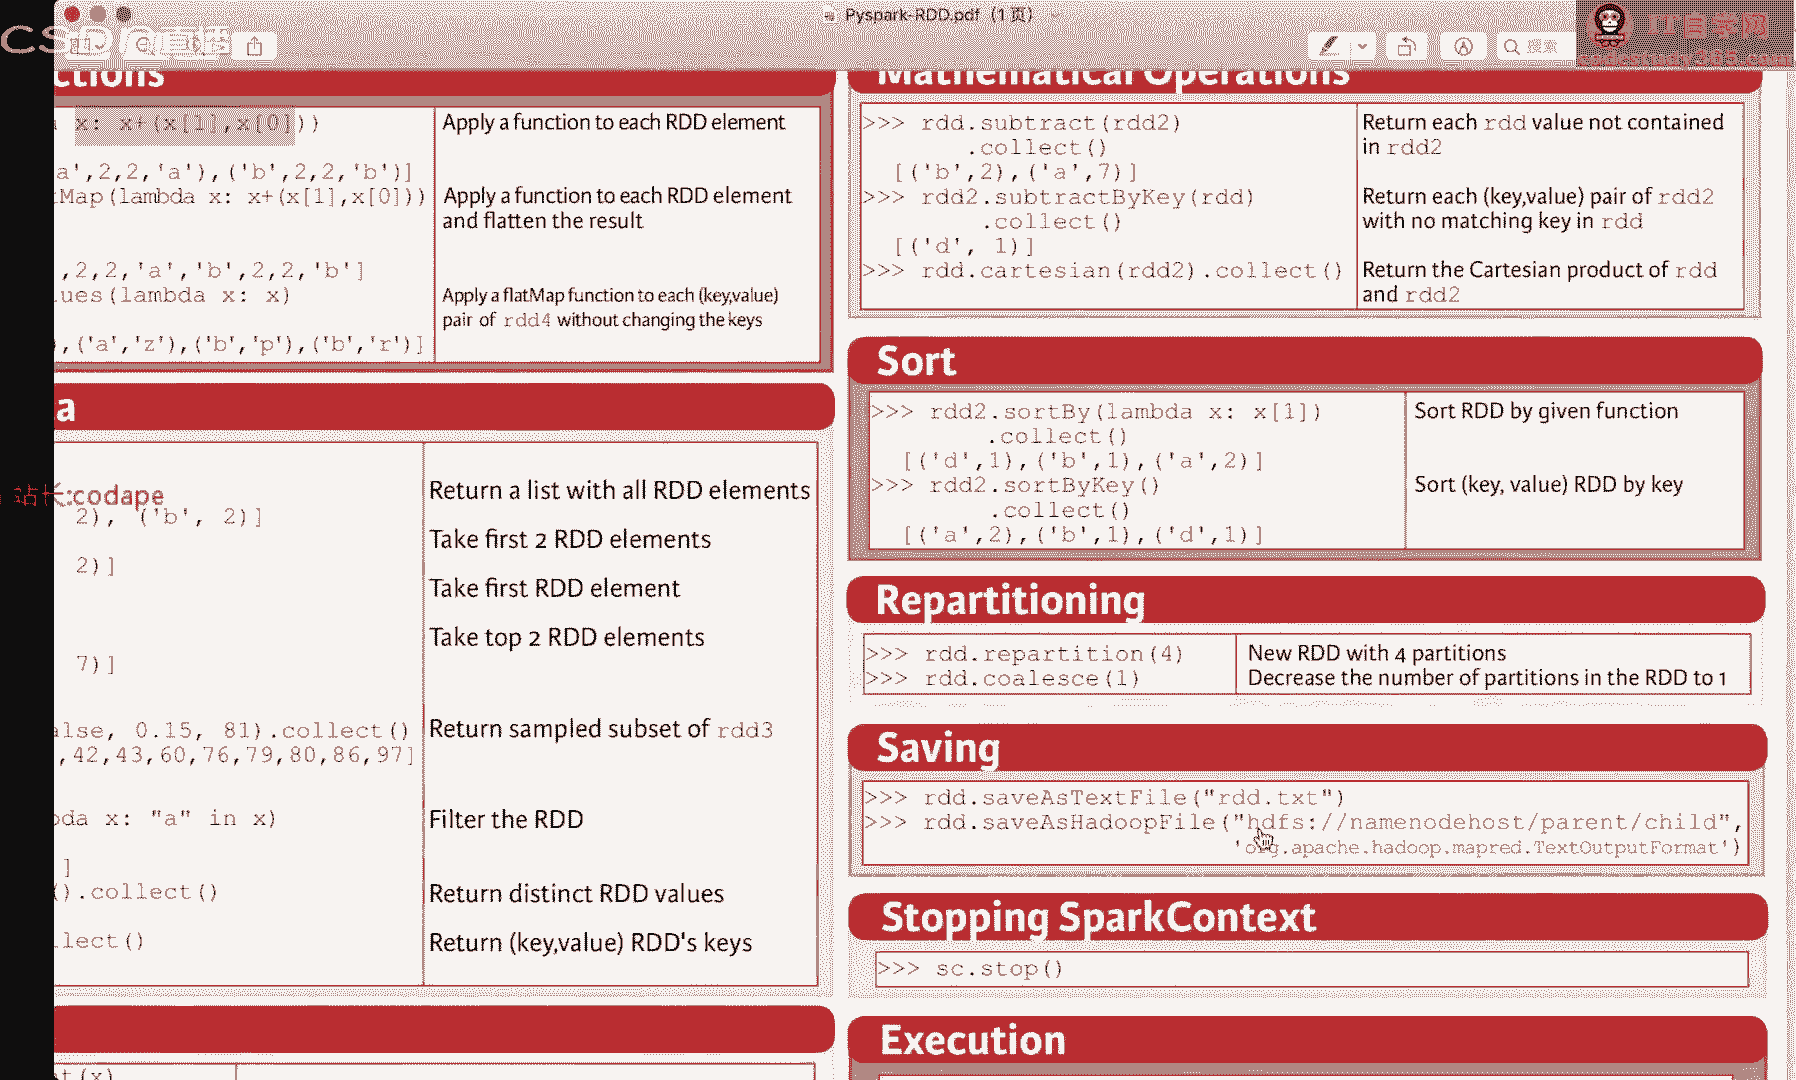 Pyspark-RDD.pdf (1 页)
搜索
IT自学网
站长:codape
ctions
x: x+(x[1],x[0]))
Apply a function to each RDD element
a',2,2,'a'),('b',2,2,'b')]
tMap(lambda x: x+(x[1],x[0]))
Apply a function to each RDD element
and flatten the result
,2,2,'a','b',2,2,'b']
ues(lambda x: x)
Apply a flatMap function to each (key,value)
pair of rdd4 without changing the keys
),('a','z'),('b','p'),('b','r')]
a
Return a list with all RDD elements
2), ('b', 2)]
Take first 2 RDD elements
2)]
Take first RDD element
Take top 2 RDD elements
7)]
alse, 0.15, 81).collect()
Return sampled subset of rdd3
,42,43,60,76,79,80,86,97]
bda x: "a" in x)
Filter the RDD
]
().collect()
Return distinct RDD values
llect()
Return (key,value) RDD's keys
t(x)
Mathematical Operations
>>> rdd.subtract(rdd2)
.collect()
[('b',2),('a',7)]
Return each rdd value not contained
in rdd2
>>> rdd2.subtractByKey(rdd)
.collect()
[('d', 1)]
Return each (key,value) pair of rdd2
with no matching key in rdd
>>> rdd.cartesian(rdd2).collect()
Return the Cartesian product of rdd
and rdd2
Sort
>>> rdd2.sortBy(lambda x: x[1])
.collect()
[('d',1),('b',1),('a',2)]
Sort RDD by given function
>>> rdd2.sortByKey()
.collect()
[('a',2),('b',1),('d',1)]
Sort (key, value) RDD by key
Repartitioning
>>> rdd.repartition(4)
New RDD with 4 partitions
>>> rdd.coalesce(1)
Decrease the number of partitions in the RDD to 1
Saving
>>> rdd.saveAsTextFile("rdd.txt")
>>> rdd.saveAsHadoopFile("hdfs://namenodehost/parent/child",
'org.apache.hadoop.mapred.TextOutputFormat')
Stopping SparkContext
>>> sc.stop()
Execution